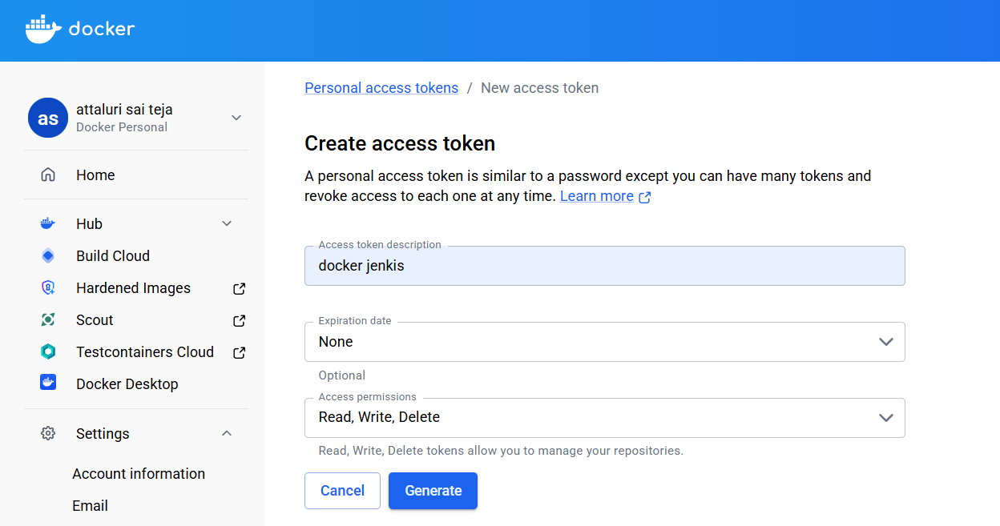 docker
as
attaluri sai teja
Docker Personal
Home
Hub
Build Cloud
Hardened Images
Scout
Testcontainers Cloud
Docker Desktop
Settings
Account information
Email
Personal access tokens / New access token
Create access token
A personal access token is similar to a password except you can have many tokens and
revoke access to each one at any time. Learn more
Access token description
docker jenkis
Expiration date
None
Optional
Access permissions
Read, Write, Delete
Read, Write, Delete tokens allow you to manage your repositories.
Cancel Generate